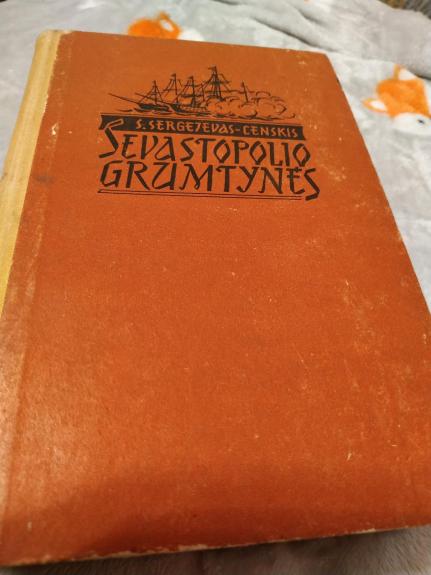 S. SERGEJEVAS-CENSKIS
SEVASTOPOLIO
GRUMTYNĖS